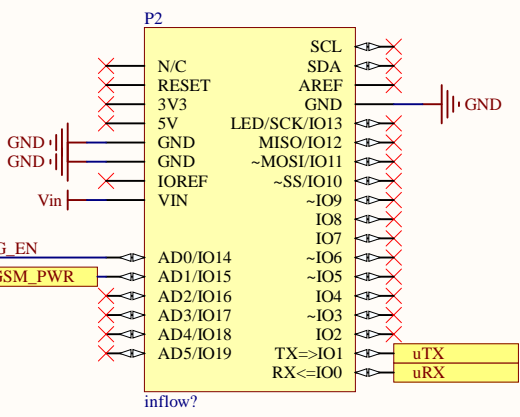 P2
N/C
RESET
3V3
5V
GND GND
GND GND
IOREF
Vin VIN
G_EN AD0/IO14
GSM_PWR AD1/IO15
AD2/IO16
AD3/IO17
AD4/IO18
AD5/IO19
SCL
SDA
AREF
GND GND
LED/SCK/IO13
MISO/IO12
~MOSI/IO11
~SS/IO10
~IO9
IO8
IO7
~IO6
~IO5
IO4
~IO3
IO2
TX=>IO1 uTX
RX<=IO0 uRX
inflow?